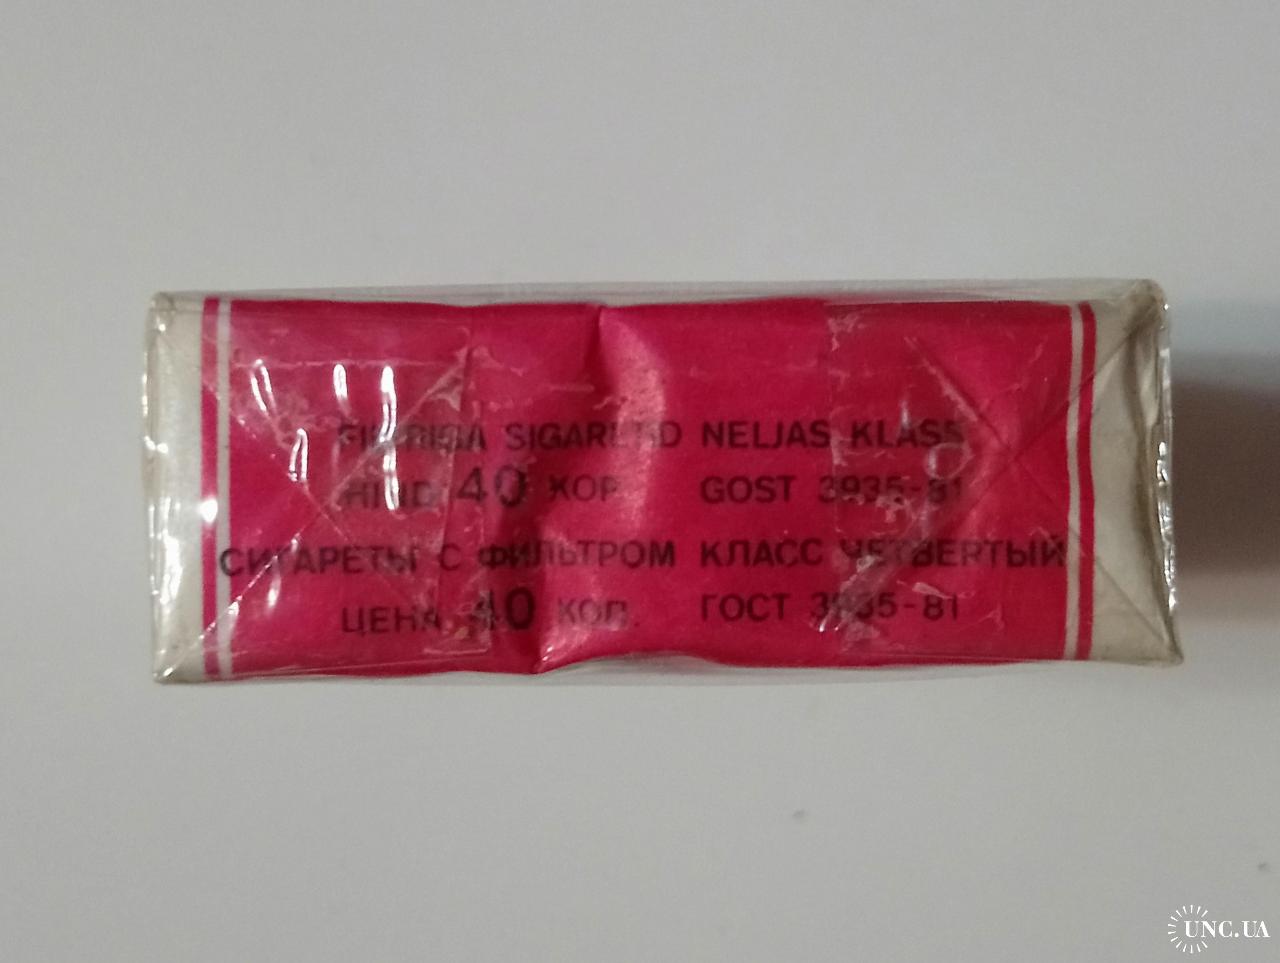 FILTRIGA SIGARETID NELJAS KLASS
HIND 40 KOP. GOST 3935-81
СИГАРЕТЫ С ФИЛЬТРОМ КЛАСС ЧЕТВЕРТЫЙ
ЦЕНА 40 КОП. ГОСТ 3935-81
UNC.UA